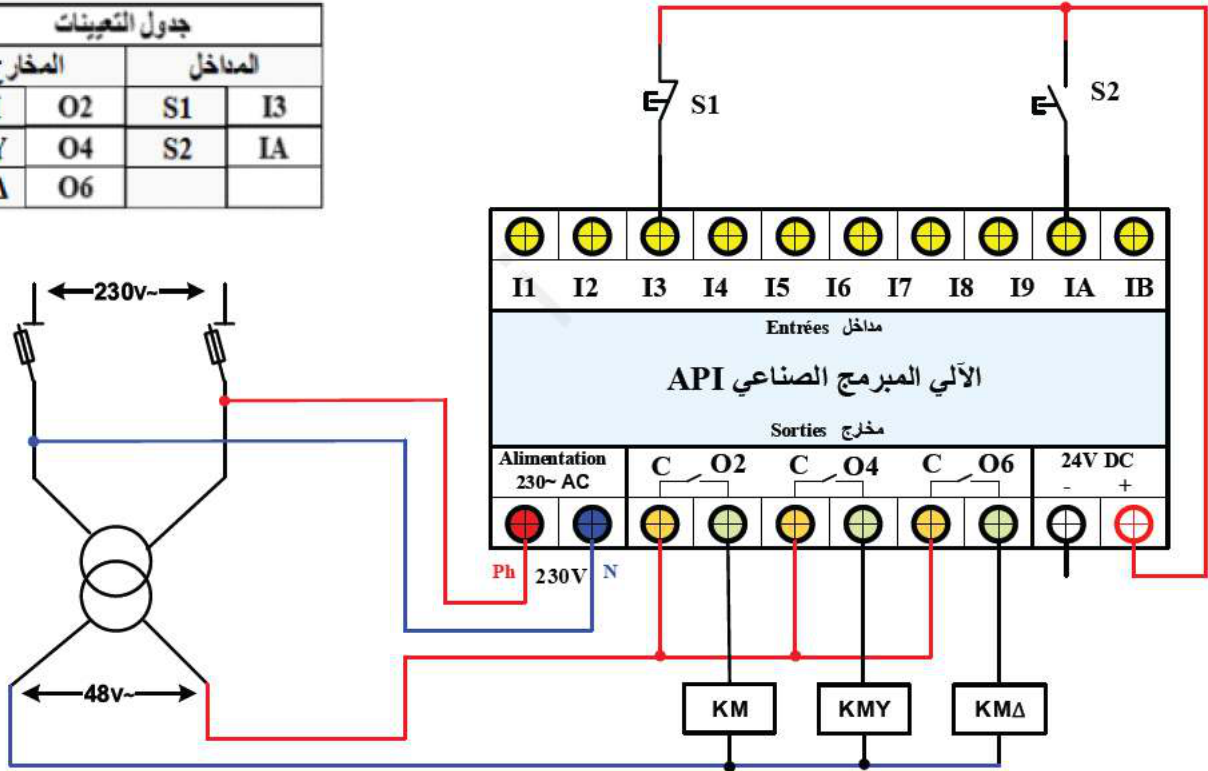 جدول التعيينات
المداخل
I3 S1 O2
IA S2 O4
O6
S1
S2
I1 I2 I3 I4 I5 I6 I7 I8 I9 IA IB
مداخل Entrées
الآلي المبرمج الصناعي API
مخارج Sorties
Alimentation
230~ AC
C O2 C O4 C O6
24V DC
- +
Ph 230V N
230v~
48v~
KM KMY KMΔ